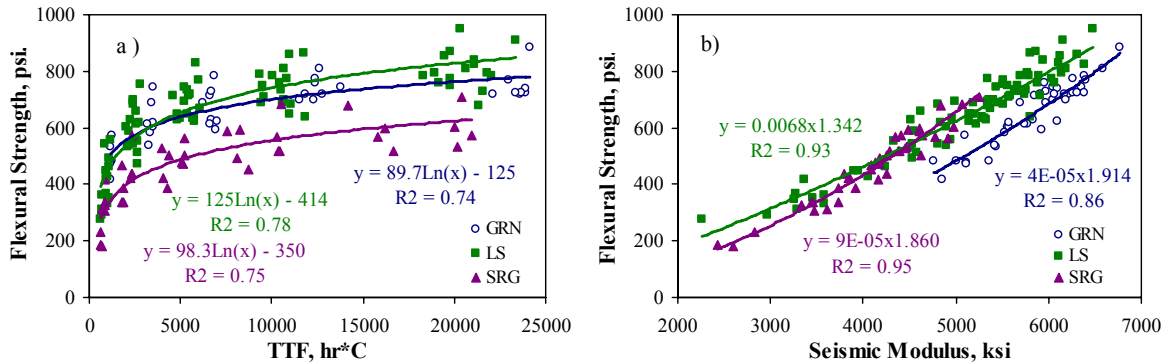 a )
Flexural Strength, psi.
1000
800
600
400
200
0
y = 89.7Ln(x) - 125
R2 = 0.74
y = 125Ln(x) - 414
R2 = 0.78
y = 98.3Ln(x) - 350
R2 = 0.75
GRN
LS
SRG
0 5000 10000 15000 20000 25000
TTF, hr*C
b)
Flexural Strength, psi.
1000
800
600
400
200
0
y = 0.0068x1.342
R2 = 0.93
y = 4E-05x1.914
R2 = 0.86
y = 9E-05x1.860
R2 = 0.95
GRN
LS
SRG
2000 3000 4000 5000 6000 7000
Seismic Modulus, ksi